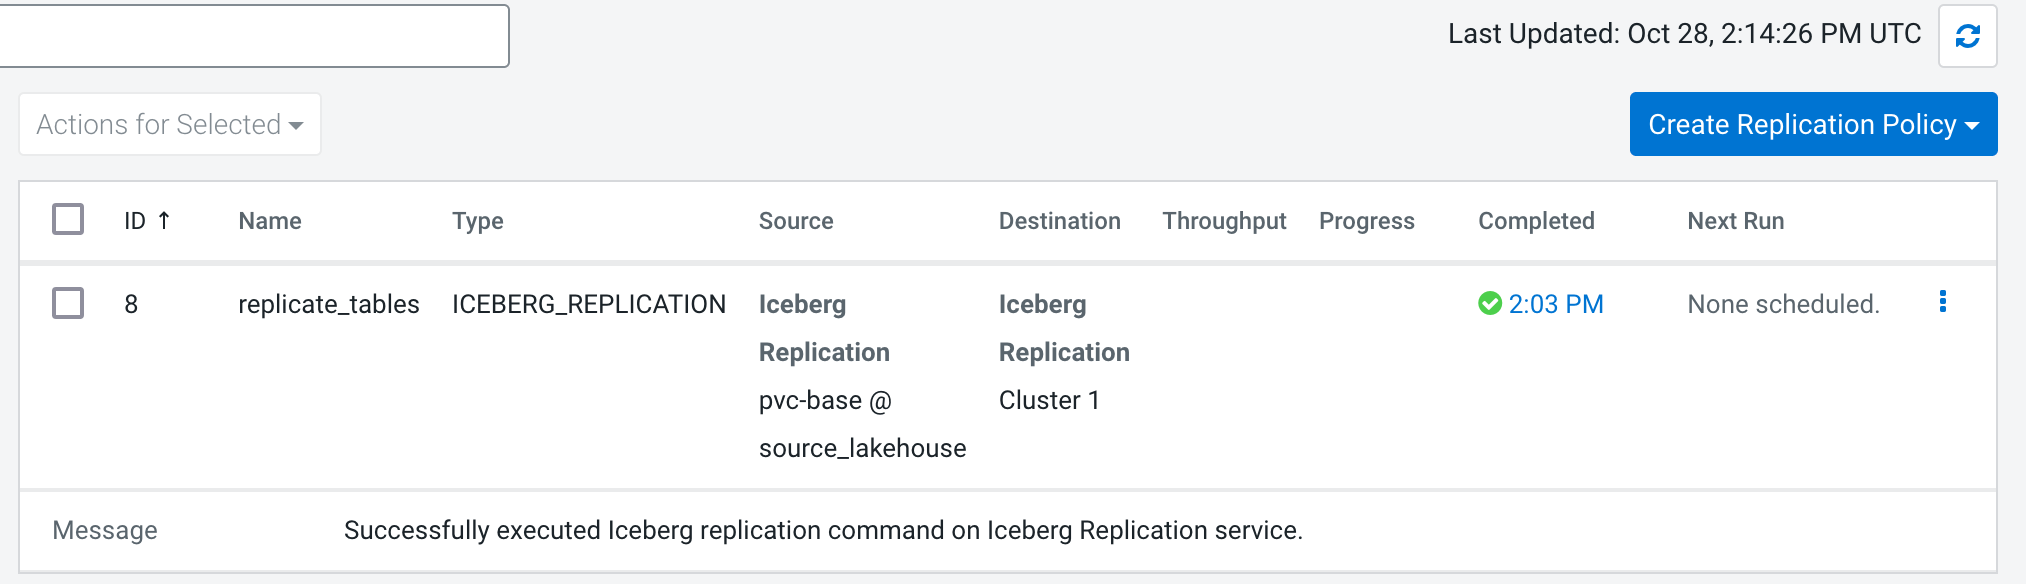 Last Updated: Oct 28, 2:14:26 PM UTC
Actions for Selected
Create Replication Policy
ID ↑ Name Type Source Destination Throughput Progress Completed Next Run
8 replicate_tables ICEBERG_REPLICATION Iceberg Iceberg 2:03 PM None scheduled.
Replication Replication
pvc-base @ Cluster 1
source_lakehouse
Message Successfully executed Iceberg replication command on Iceberg Replication service.